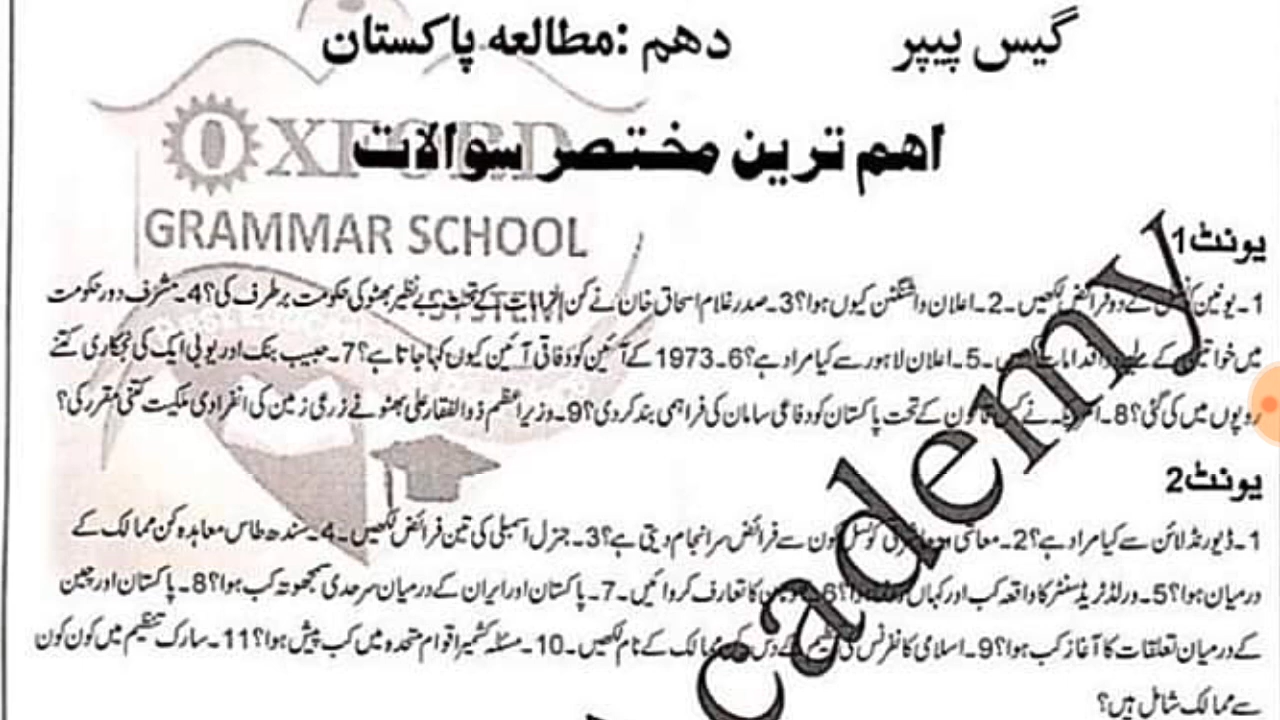 گیس پیپر دھم :مطالعہ پاکستان
اھم ترین مختصر سوالات
OXFORD
GRAMMAR SCHOOL
SYSTEM
یونٹ1
1۔یونین کونسل کے دو فرائض لکھیں۔2۔اعلان واشنگٹن کیوں ہوا؟3۔صدر غلام اسحاق خان نے کن الزامات کے تحت بے نظیر بھٹو کی حکومت برطرف کی؟4۔مشرف دور حکومت
میں خواتین کے لیے دو اقدامات لکھیں۔5۔اعلان لاہور سے کیا مراد ہے؟6۔1973 کے آئین کو وفاقی آئین کیوں کہا جاتا ہے؟7۔حبیب بنک اور یو بی ایل کی نجکاری کتنے
روپوں میں کی گئی؟8۔امریکہ نے کس قانون کے تحت پاکستان کو دفاعی سامان کی فراہمی بند کر دی؟9۔وزیر اعظم ذوالفقار علی بھٹو نے زرعی زمین کی انفرادی ملکیت کتنی مقرر کی؟
یونٹ2
1۔ڈیورنڈ لائن سے کیا مراد ہے؟2۔معاشی کونسل کون سے فرائض سرانجام دیتی ہے؟3۔جنرل اسمبلی کی تین فرائض لکھیں۔4۔سندھ طاس معاہدہ کن ممالک کے
درمیان ہوا؟5۔ورلڈ ٹریڈ سنٹر کا واقعہ کب اور کہاں ہوا؟6۔ کا تعارف کروائیں۔7۔پاکستان اور ایران کے درمیان سرحدی سمجھوتہ کب ہوا؟8۔پاکستان اور چین
کے درمیان تعلقات کا آغاز کب ہوا؟9۔اسلامی کانفرنس کی تنظیم کے دس رکن ممالک کے نام لکھیں۔10۔مسئلہ کشمیر اقوام متحدہ میں کب پیش ہوا؟11۔سارک تنظیم میں کون کون
سے ممالک شامل ہیں؟
cademy